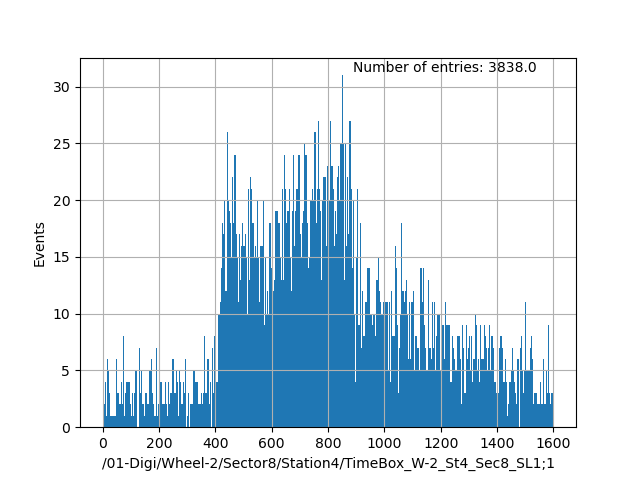 Number of entries: 3838.0
30
25
20
15
10
5
0
Events
0 200 400 600 800 1000 1200 1400 1600
/01-Digi/Wheel-2/Sector8/Station4/TimeBox_W-2_St4_Sec8_SL1;1